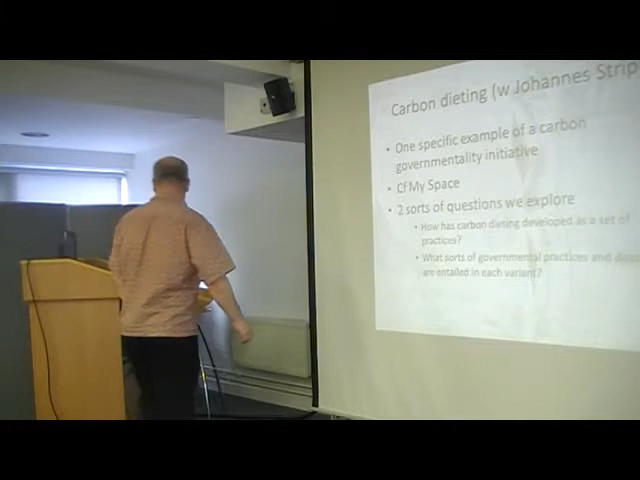 Carbon dieting (w Johannes Strip
• One specific example of a carbon
governmentality initiative
• Cf My Space
• 2 sorts of questions we explore
• How has carbon dieting developed as a set of
practices?
• What sorts of governmental practices and
are entailed in each variant?